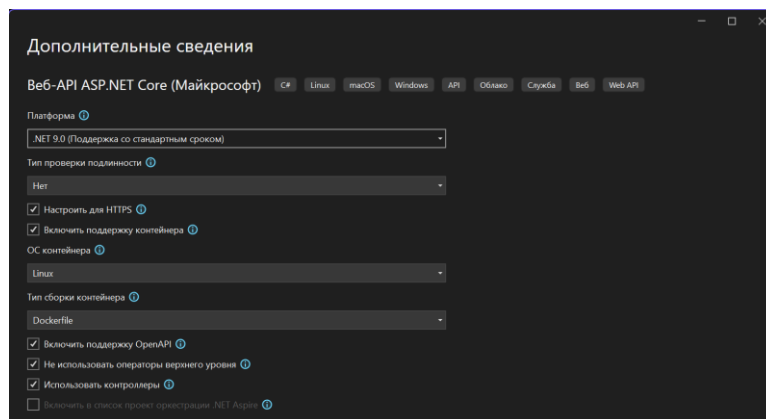 Дополнительные сведения
Веб-API ASP.NET Core (Майкрософт) C# Linux macOS Windows API Облако Служба Веб Web API
Платформа
.NET 9.0 (Поддержка со стандартным сроком)
Тип проверки подлинности
Нет
Настроить для HTTPS
Включить поддержку контейнера
ОС контейнера
Linux
Тип сборки контейнера
Dockerfile
Включить поддержку OpenAPI
Не использовать операторы верхнего уровня
Использовать контроллеры
Включить в список проект оркестрации .NET Aspire